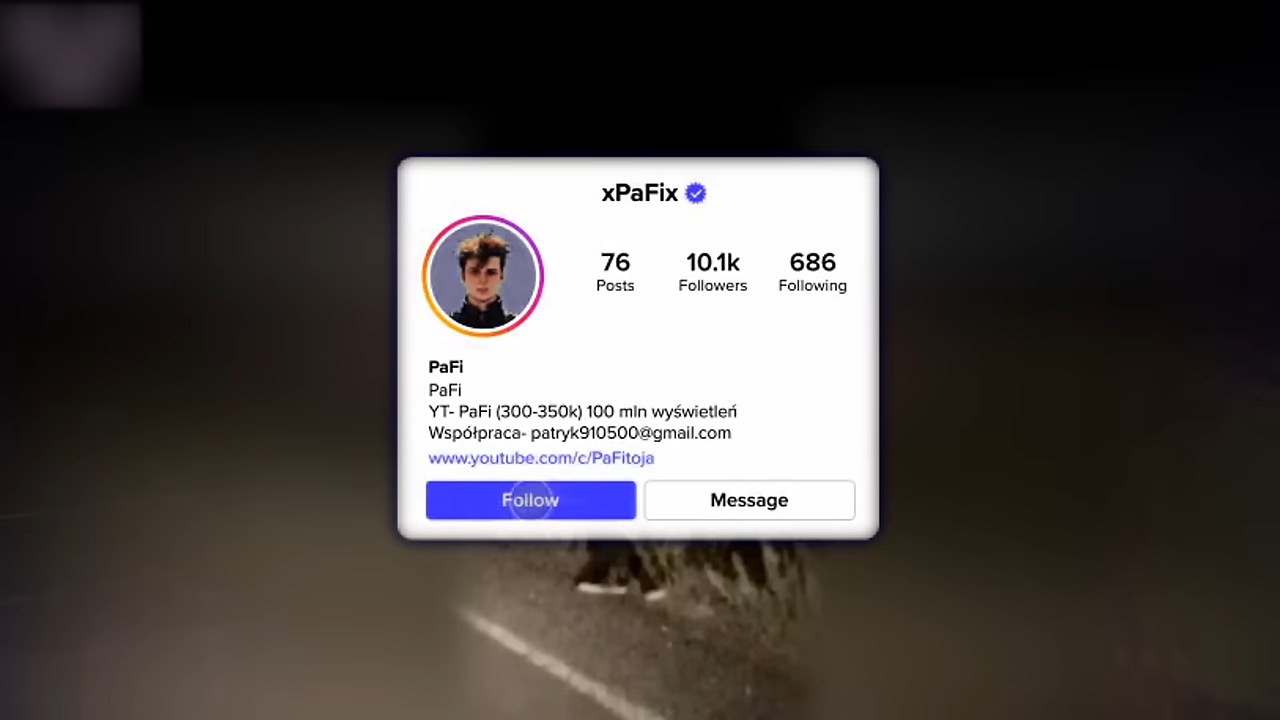 xPaFix
76 10.1k 686
Posts Followers Following
PaFi
PaFi
YT- PaFi (300-350k) 100 mln wyświetleń
Współpraca- patryk910500@gmail.com
www.youtube.com/c/PaFitoja
Follow Message